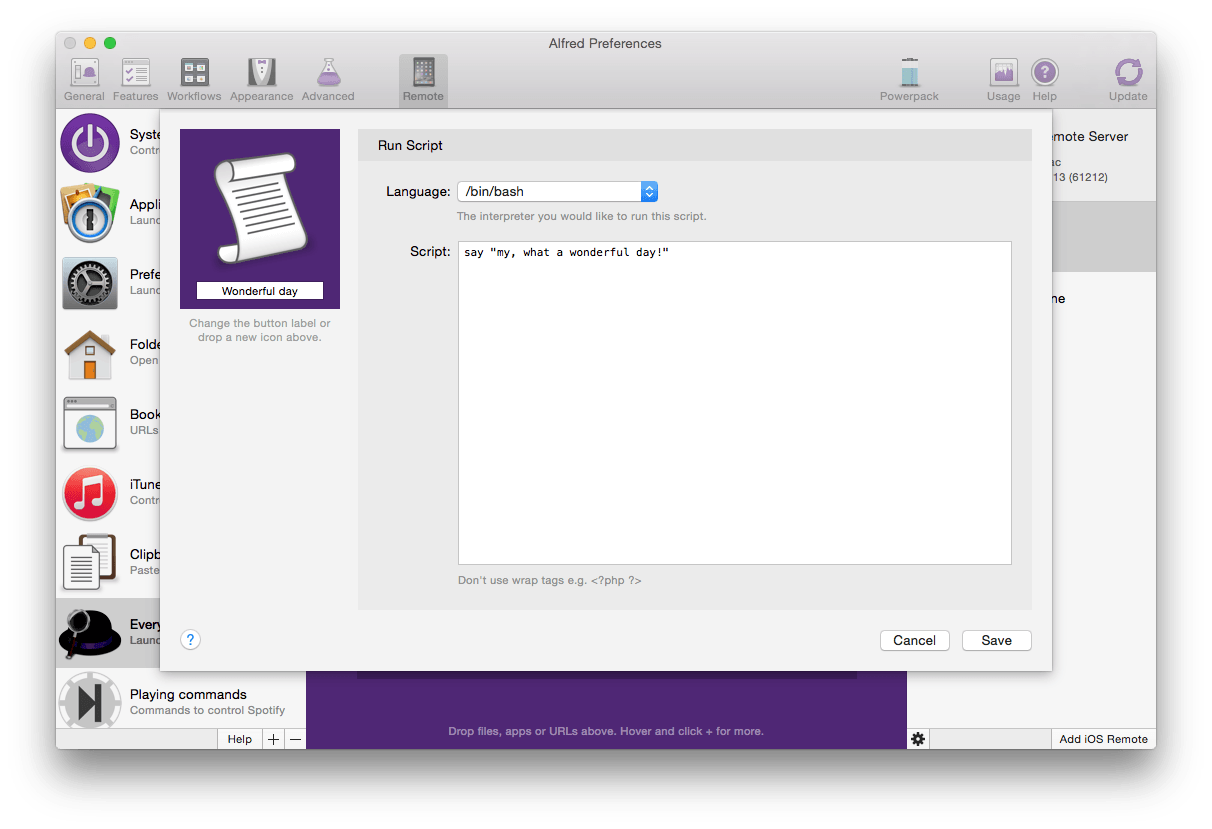 Alfred Preferences
General Features Workflows Appearance Advanced Remote Powerpack Usage Help Update
Syste
Contr
Appli
Launc
Prefe
Launc
Folde
Open
Book
URLs
iTune
Contr
Clipb
Paste
Every
Launc
Playing commands
Commands to control Spotify
Help + −
Wonderful day
Change the button label or
drop a new icon above.
Run Script
Language: /bin/bash
The interpreter you would like to run this script.
Script: say "my, what a wonderful day!"
Don't use wrap tags e.g. <?php ?>
?
Cancel Save
Drop files, apps or URLs above. Hover and click + for more.
emote Server
ac
13 (61212)
ne
Add iOS Remote